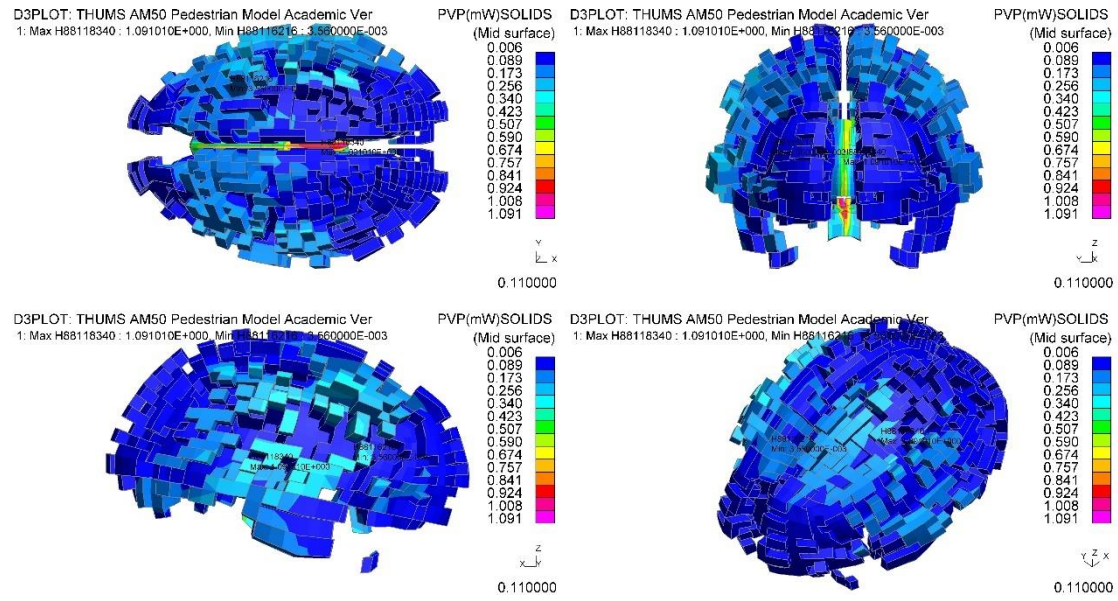 D3PLOT: THUMS AM50 Pedestrian Model Academic Ver
PVP(mW)SOLIDS
1: Max H88118340 : 1.091010E+000, Min H88116216 : 3.560000E-003
(Mid surface)
0.006
0.089
0.173
0.256
0.340
0.423
0.507
0.590
0.674
0.757
0.841
0.924
1.008
1.091
Y
Z X
0.110000
D3PLOT: THUMS AM50 Pedestrian Model Academic Ver
PVP(mW)SOLIDS
1: Max H88118340 : 1.091010E+000, Min H88116216 : 3.560000E-003
(Mid surface)
0.006
0.089
0.173
0.256
0.340
0.423
0.507
0.590
0.674
0.757
0.841
0.924
1.008
1.091
Z
Y X
0.110000
D3PLOT: THUMS AM50 Pedestrian Model Academic Ver
PVP(mW)SOLIDS
1: Max H88118340 : 1.091010E+000, Min H88116216 : 3.560000E-003
(Mid surface)
0.006
0.089
0.173
0.256
0.340
0.423
0.507
0.590
0.674
0.757
0.841
0.924
1.008
1.091
H88118340
Z
X Y
0.110000
D3PLOT: THUMS AM50 Pedestrian Model Academic Ver
PVP(mW)SOLIDS
1: Max H88118340 : 1.091010E+000, Min H88116216 : 3.560000E-003
(Mid surface)
0.006
0.089
0.173
0.256
0.340
0.423
0.507
0.590
0.674
0.757
0.841
0.924
1.008
1.091
Z
Y X
0.110000